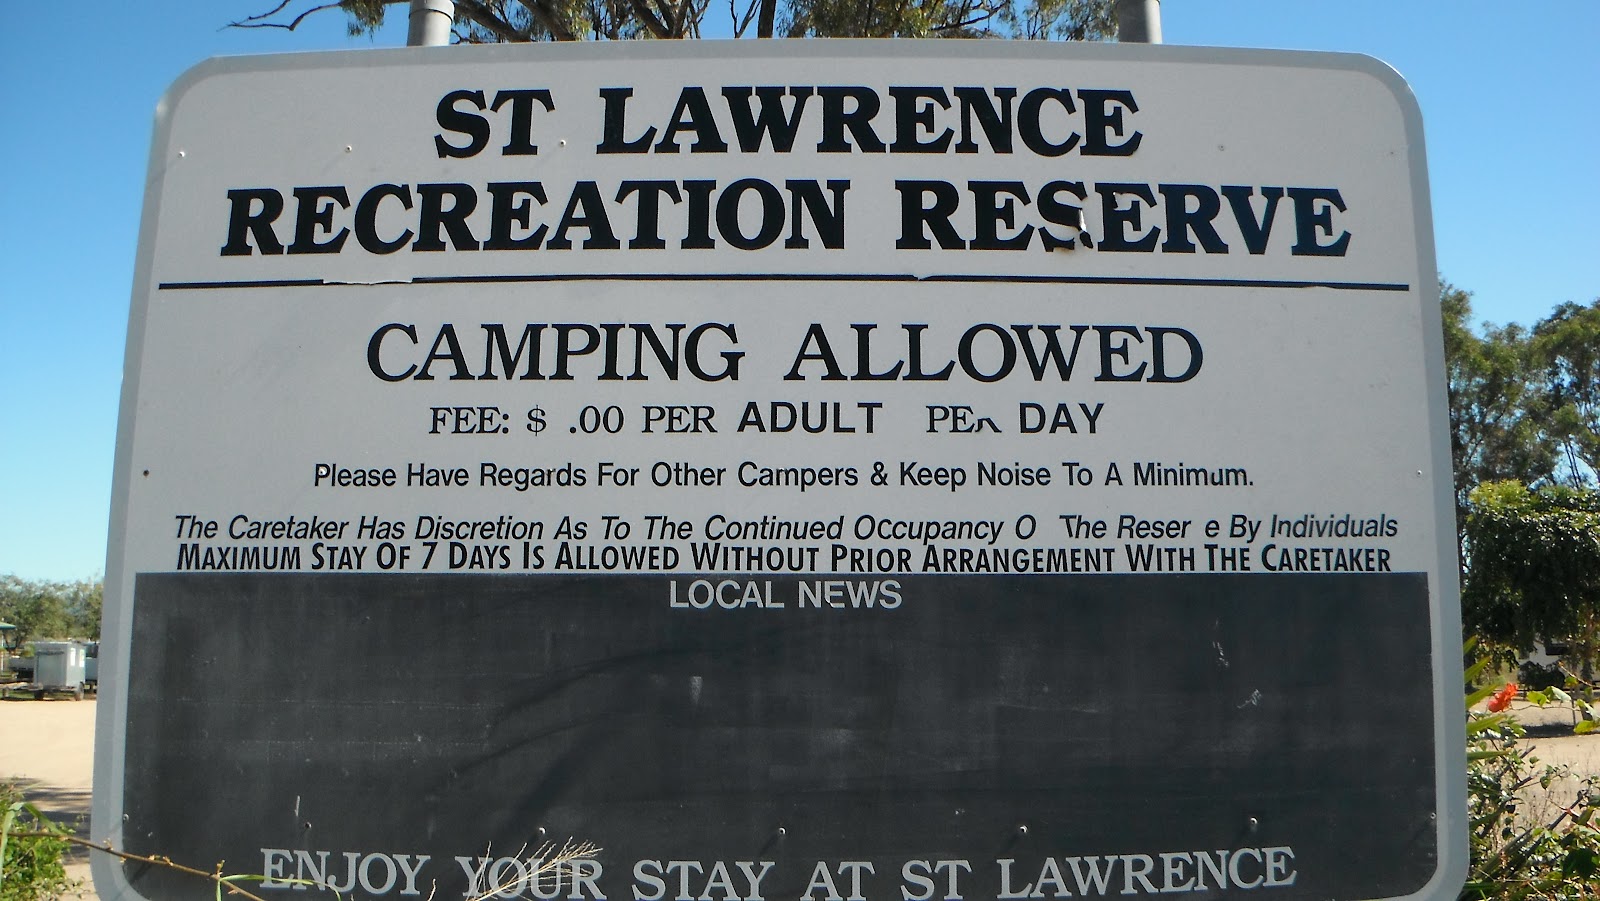 ST LAWRENCE
RECREATION RESERVE
CAMPING ALLOWED
FEE: $ .00 PER ADULT PER DAY
Please Have Regards For Other Campers & Keep Noise To A Minimum.
The Caretaker Has Discretion As To The Continued Occupancy O The Reser e By Individuals
MAXIMUM STAY OF 7 DAYS IS ALLOWED WITHOUT PRIOR ARRANGEMENT WITH THE CARETAKER
LOCAL NEWS
ENJOY YOUR STAY AT ST LAWRENCE